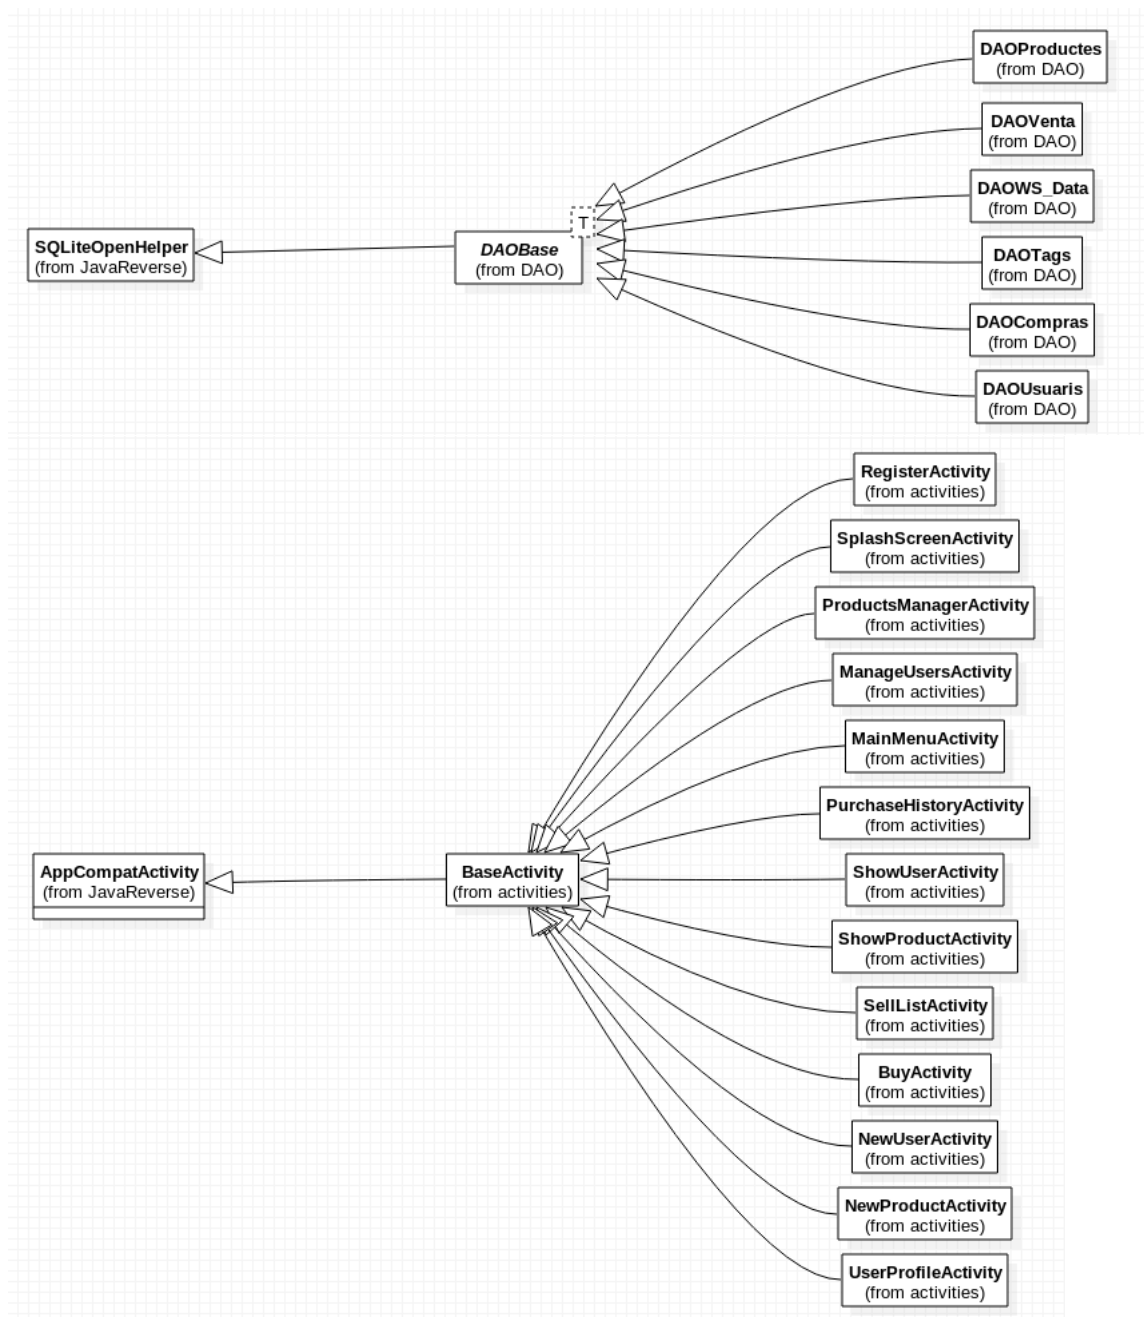 DAOProductes
(from DAO)
DAOVenta
(from DAO)
DAOWS_Data
(from DAO)
T
SQLiteOpenHelper
(from JavaReverse)
DAOBase
(from DAO)
DAOTags
(from DAO)
DAOCompras
(from DAO)
DAOUsuaris
(from DAO)
RegisterActivity
(from activities)
SplashScreenActivity
(from activities)
ProductsManagerActivity
(from activities)
ManageUsersActivity
(from activities)
MainMenuActivity
(from activities)
PurchaseHistoryActivity
(from activities)
AppCompatActivity
(from JavaReverse)
BaseActivity
(from activities)
ShowUserActivity
(from activities)
ShowProductActivity
(from activities)
SellListActivity
(from activities)
BuyActivity
(from activities)
NewUserActivity
(from activities)
NewProductActivity
(from activities)
UserProfileActivity
(from activities)